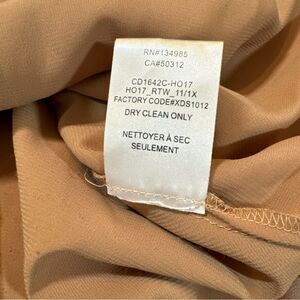 RN#134985
CA#50312
CD1642C-HO17
HO17_RTW_11/1X
FACTORY CODE#XDS1012
DRY CLEAN ONLY
NETTOYER À SEC
SEULEMENT